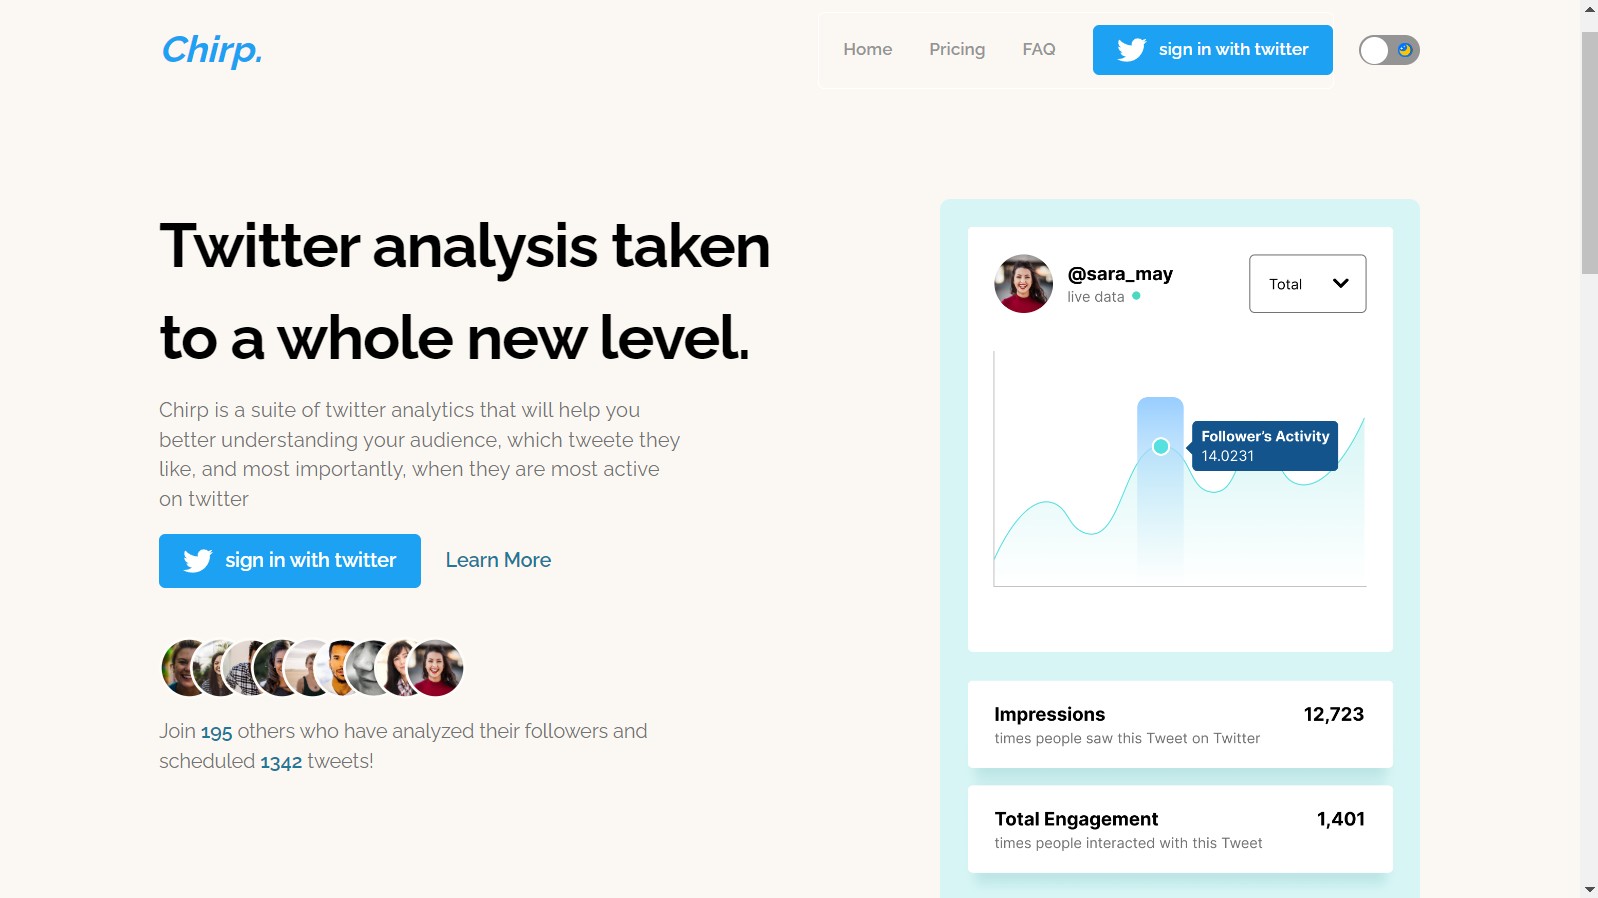 Chirp.
Home
Pricing
FAQ
sign in with twitter
Twitter analysis taken
to a whole new level.
Chirp is a suite of twitter analytics that will help you
better understanding your audience, which tweete they
like, and most importantly, when they are most active
on twitter
sign in with twitter
Learn More
Join 195 others who have analyzed their followers and
scheduled 1342 tweets!
@sara_may
live data
Total
Follower's Activity
14.0231
Impressions
12,723
times people saw this Tweet on Twitter
Total Engagement
1,401
times people interacted with this Tweet